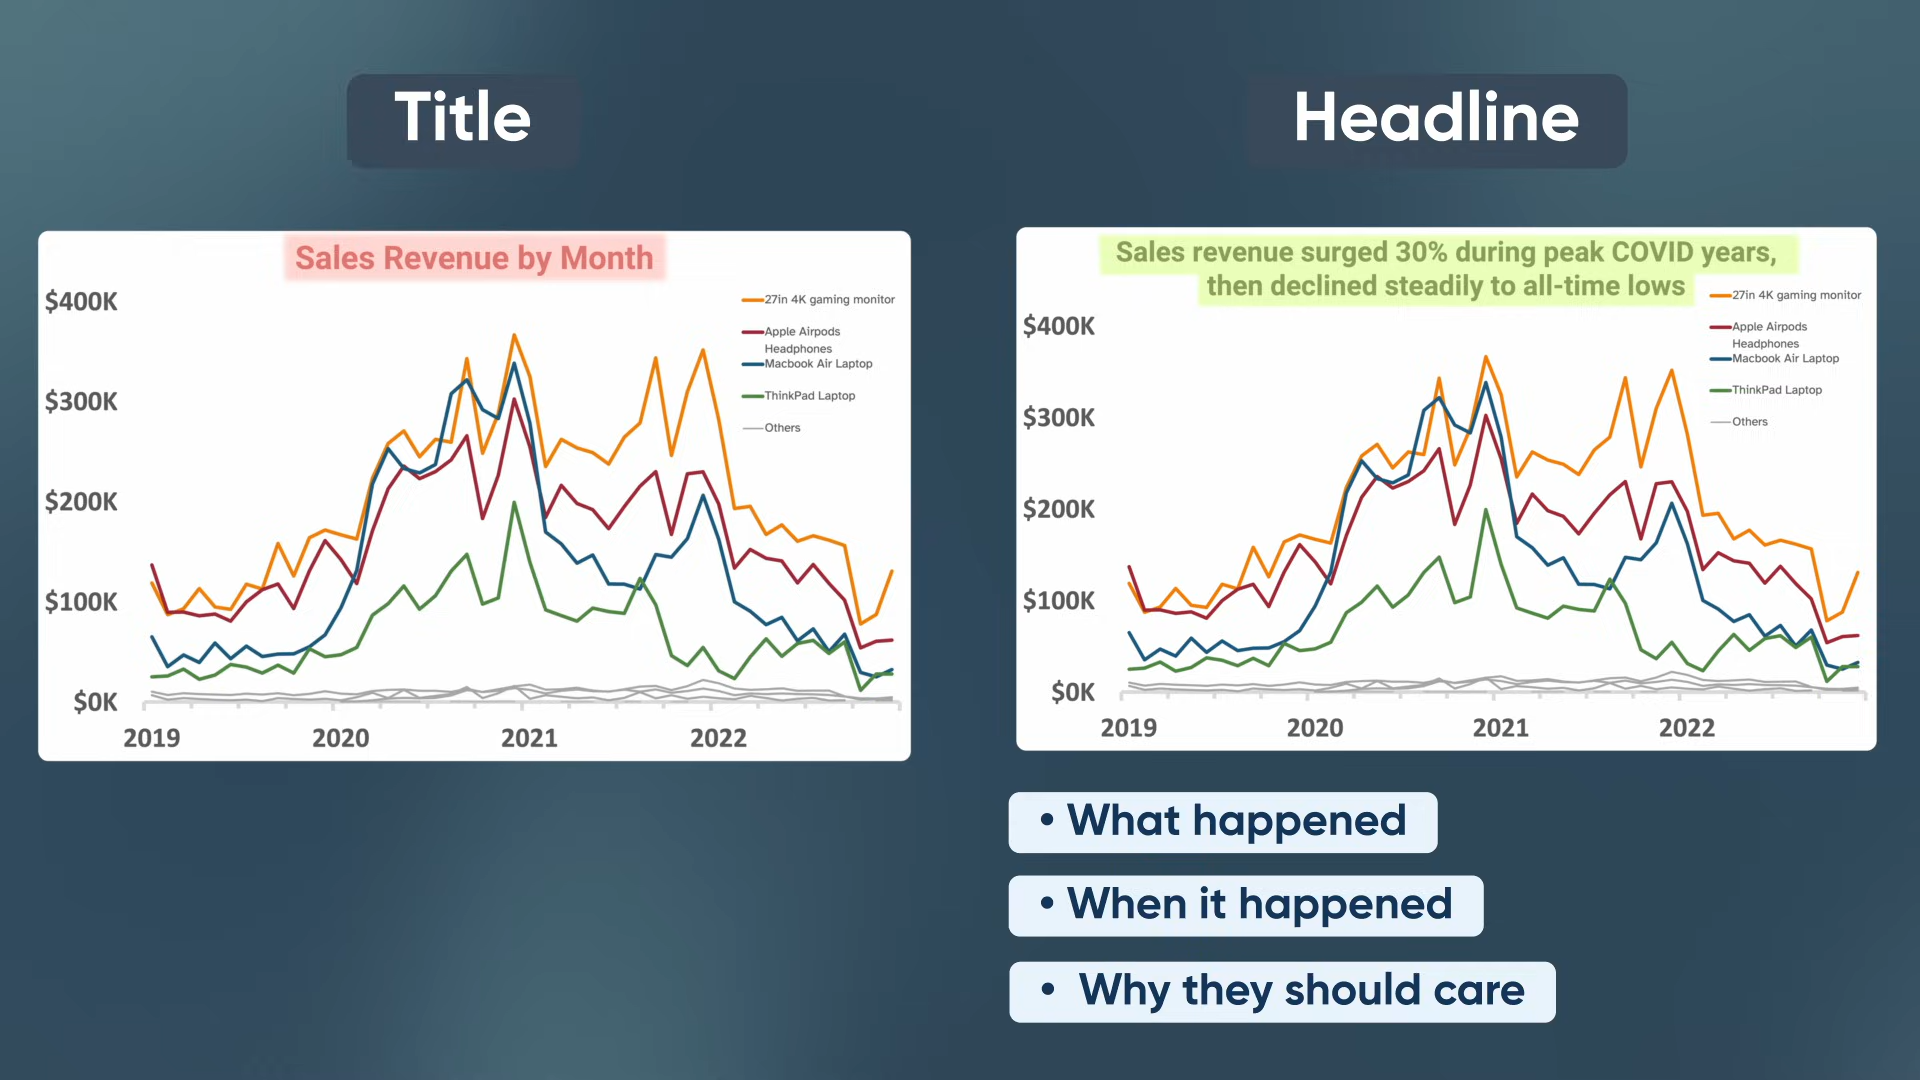 Title
Sales Revenue by Month
$400K
$300K
$200K
$100K
$0K
27in 4K gaming monitor
Apple Airpods
Headphones
Macbook Air Laptop
ThinkPad Laptop
Others
2019
2020
2021
2022
Headline
Sales revenue surged 30% during peak COVID years,
then declined steadily to all-time lows
$400K
$300K
$200K
$100K
$0K
27in 4K gaming monitor
Apple Airpods
Headphones
Macbook Air Laptop
ThinkPad Laptop
Others
2019
2020
2021
2022
• What happened
• When it happened
• Why they should care